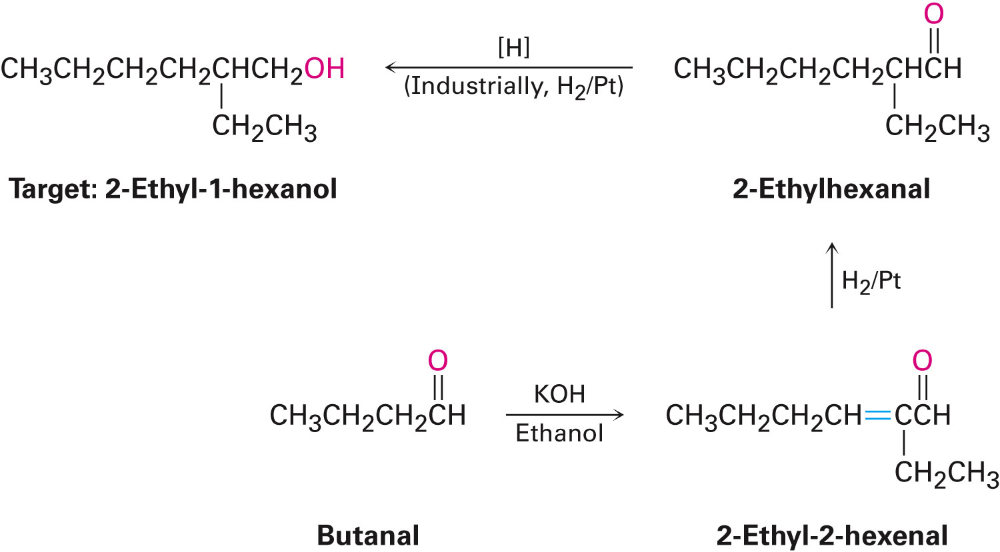 O
[H]
CH3CH2CH2CH2CHCH2OH
CH3CH2CH2CH2CHCH
(Industrially, H2/Pt)
CH2CH3
CH2CH3
Target: 2-Ethyl-1-hexanol
2-Ethylhexanal
H2/Pt
O
O
KOH
CH3CH2CH2CH
CH3CH2CH2CH=CCH
Ethanol
CH2CH3
Butanal
2-Ethyl-2-hexenal